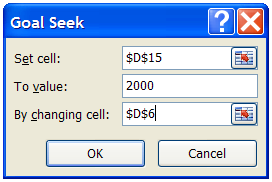 Goal Seek ?
Set cell: $D$15
To value: 2000
By changing cell: $D$6
OK Cancel